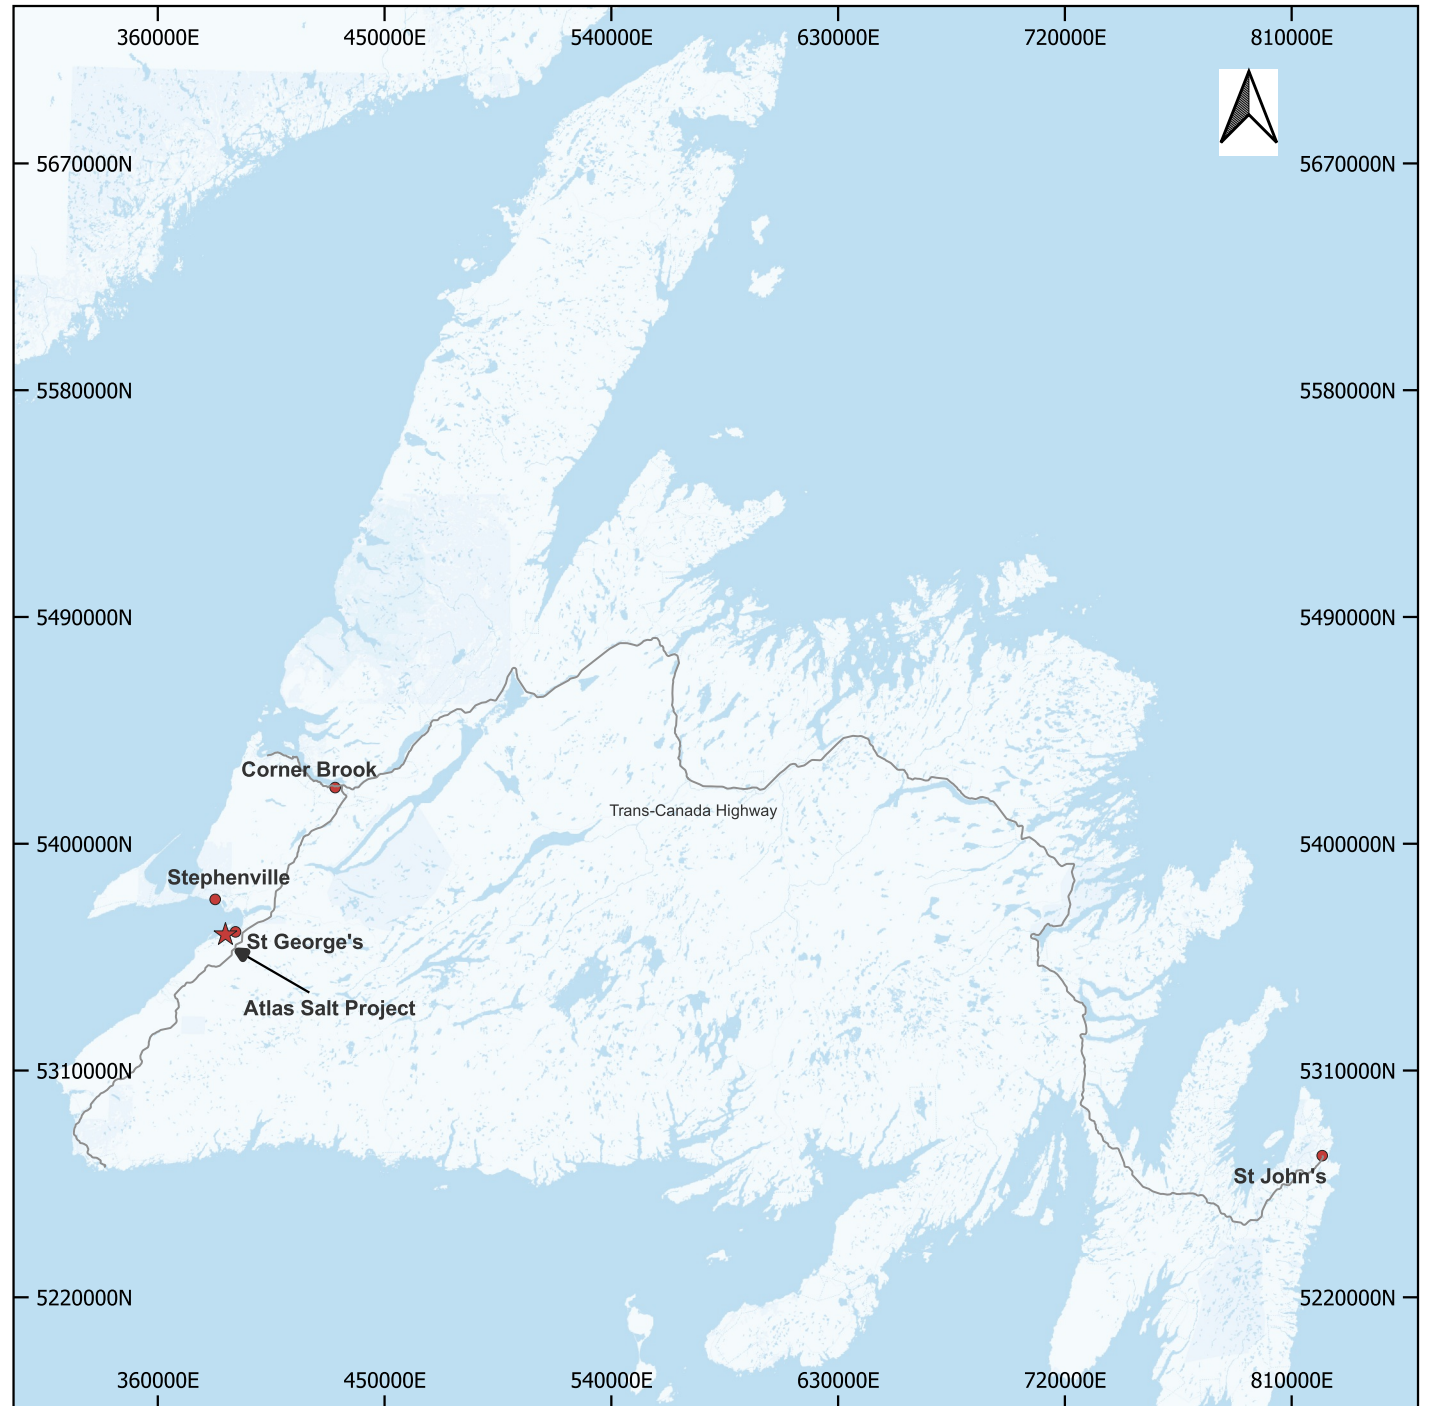 360000E 450000E 540000E 630000E 720000E 810000E
5670000N 5670000N
5580000N 5580000N
5490000N 5490000N
Corner Brook
Trans-Canada Highway
5400000N 5400000N
Stephenville
St George's
Atlas Salt Project
5310000N 5310000N
St John's
5220000N 5220000N
360000E 450000E 540000E 630000E 720000E 810000E